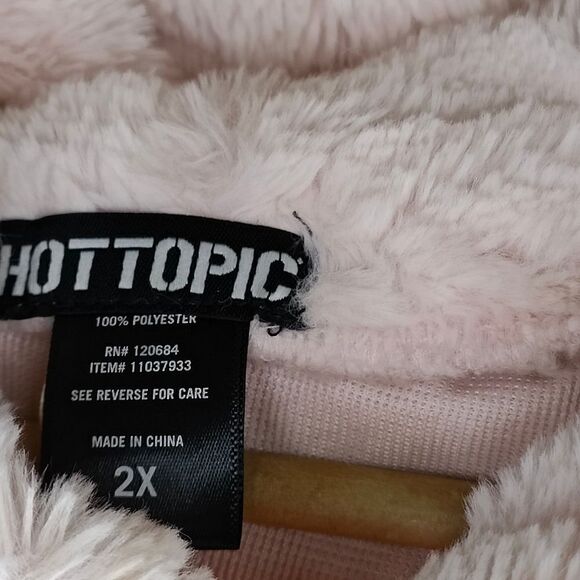 HOTTOPIC
100% POLYESTER
RN# 120684
ITEM# 11037933
SEE REVERSE FOR CARE
MADE IN CHINA
2X